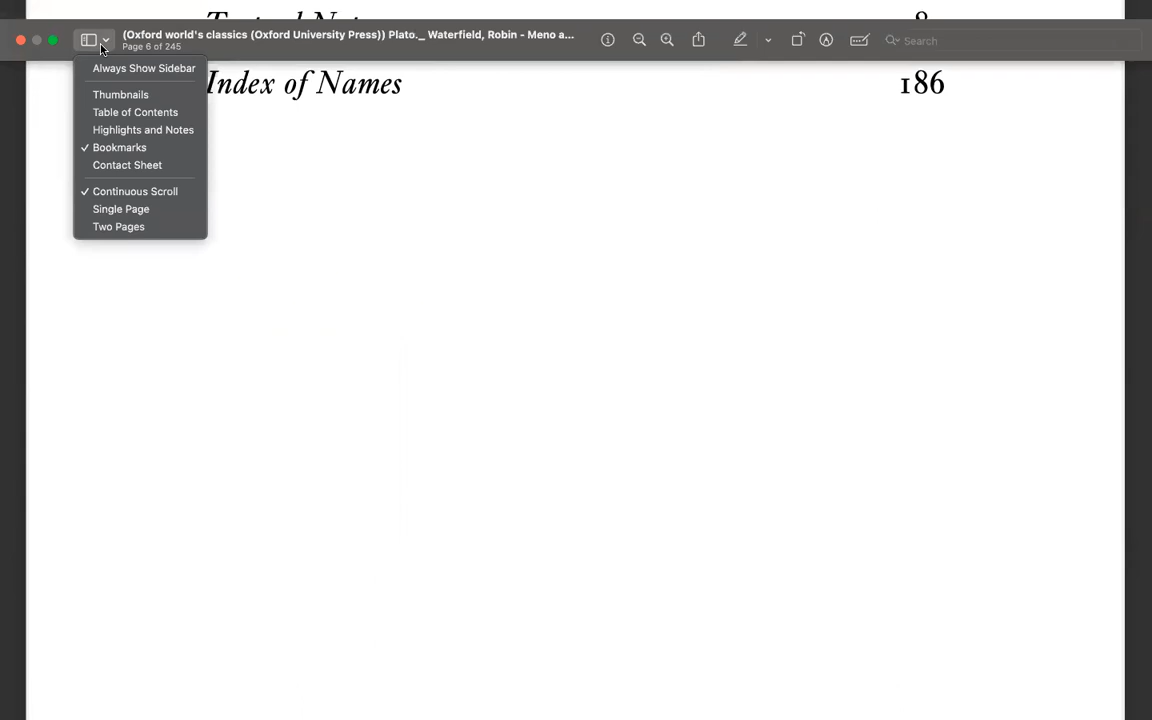 (Oxford world's classics (Oxford University Press)) Plato._ Waterfield, Robin - Meno a...
Page 6 of 245
Search
Always Show Sidebar
Thumbnails
Table of Contents
Highlights and Notes
✓ Bookmarks
Contact Sheet
✓ Continuous Scroll
Single Page
Two Pages
Index of Names 186